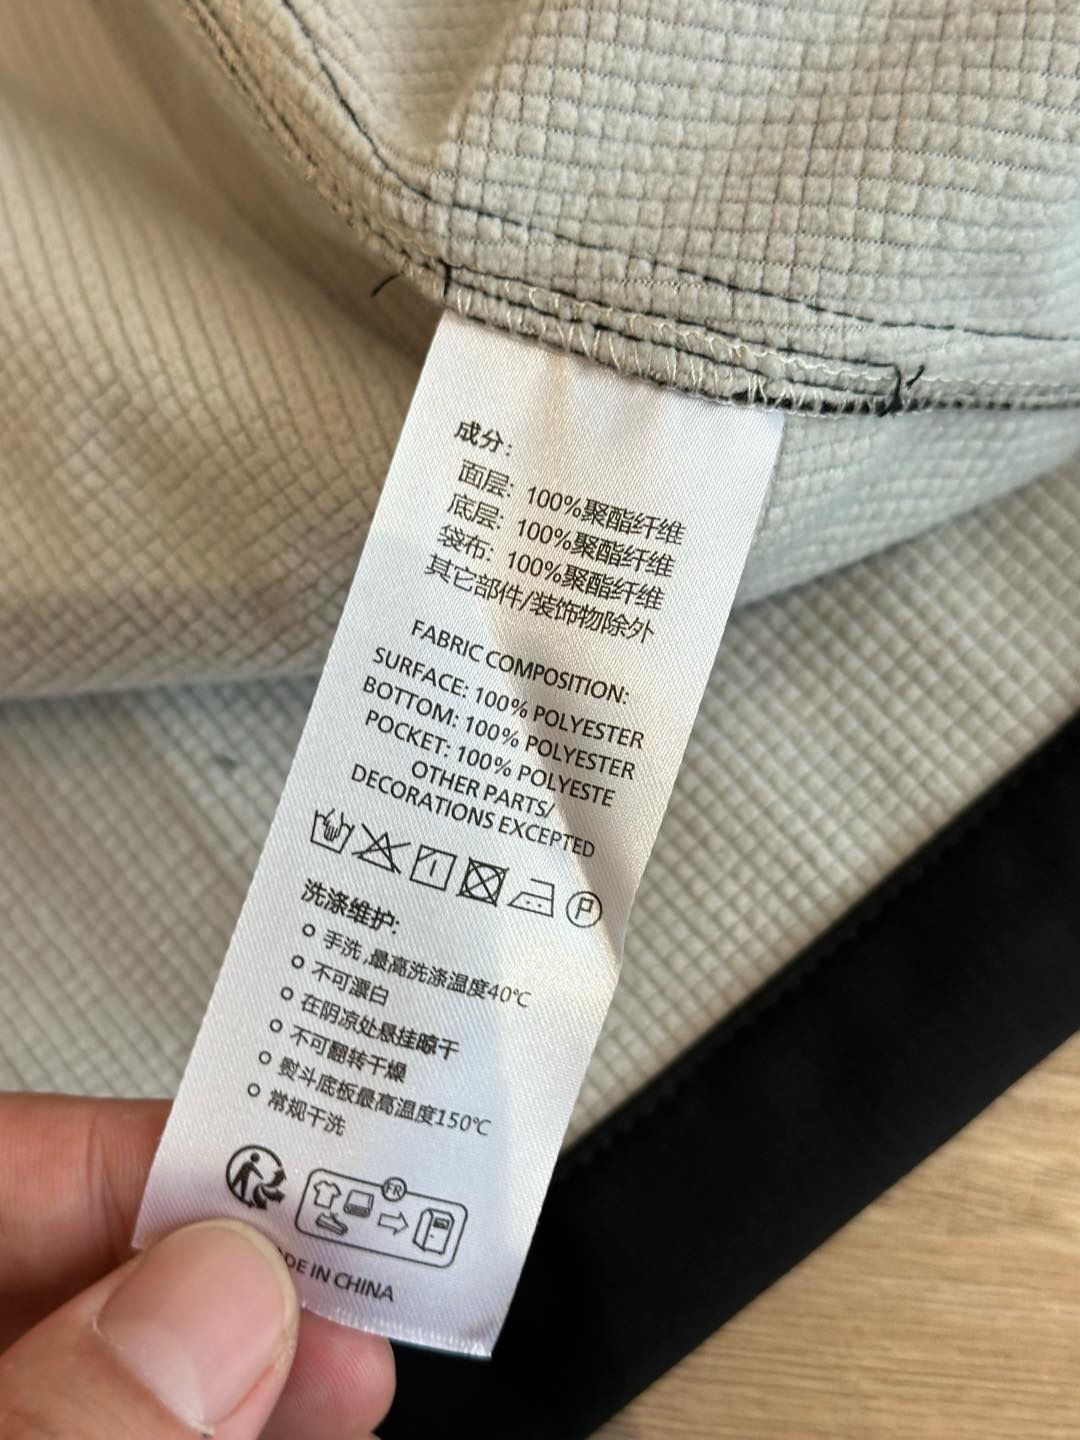 成分:
面层: 100%聚酯纤维
底层: 100%聚酯纤维
袋布: 100%聚酯纤维
其它部件/装饰物除外
FABRIC COMPOSITION:
SURFACE: 100% POLYESTER
BOTTOM: 100% POLYESTER
POCKET: 100% POLYESTE
OTHER PARTS/
DECORATIONS EXCEPTED
P
洗涤维护:
手洗,最高洗涤温度40℃
不可漂白
在阴凉处悬挂晾干
不可翻转干燥
熨斗底板最高温度150℃
常规干洗
FR
DE IN CHINA